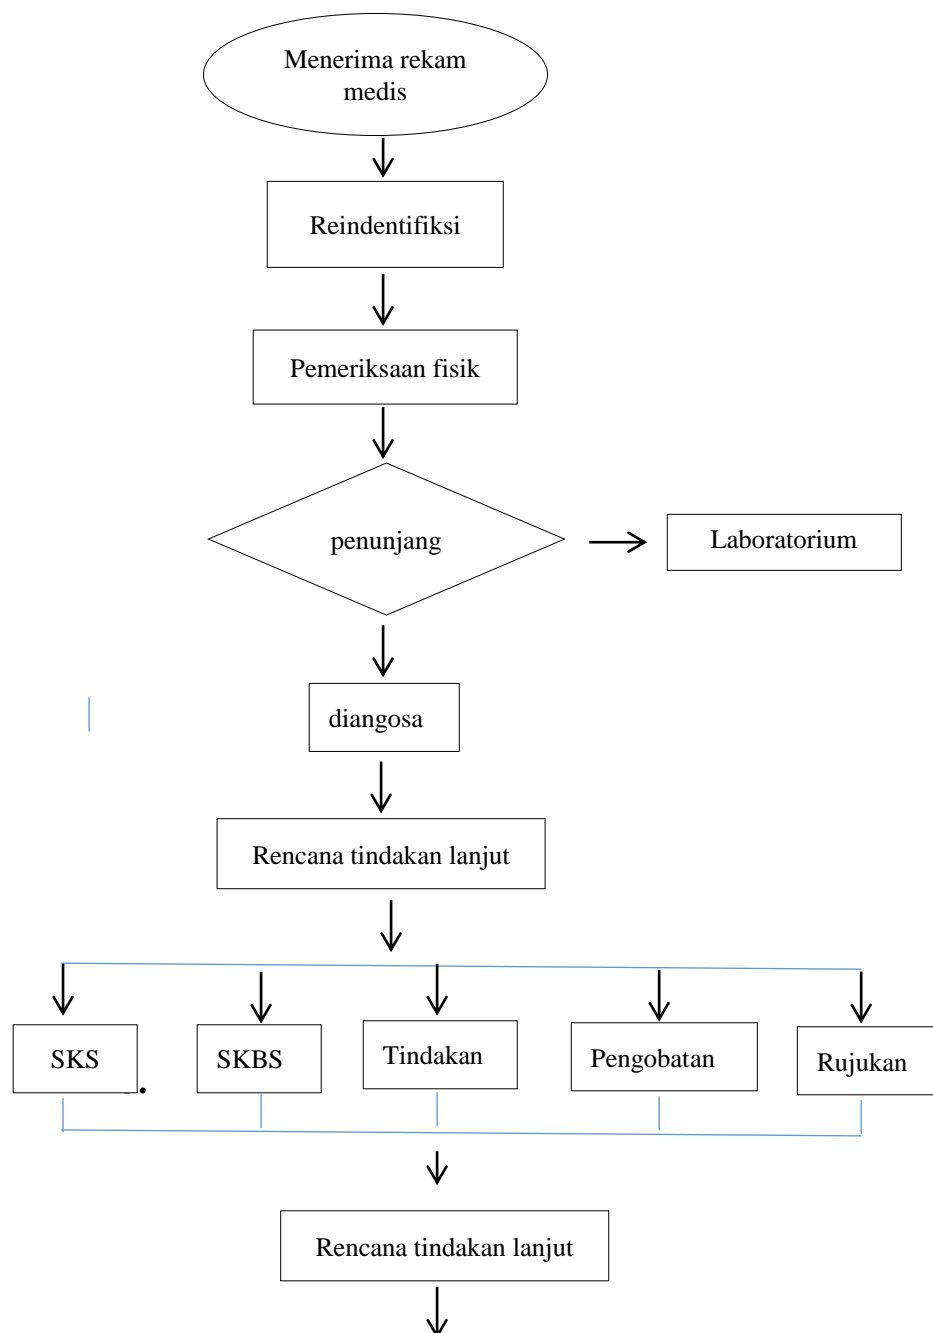 Menerima rekam
medis
Reindentifiksi
Pemeriksaan fisik
penunjang
Laboratorium
diangosa
Rencana tindakan lanjut
SKS
SKBS
Tindakan
Pengobatan
Rujukan
Rencana tindakan lanjut